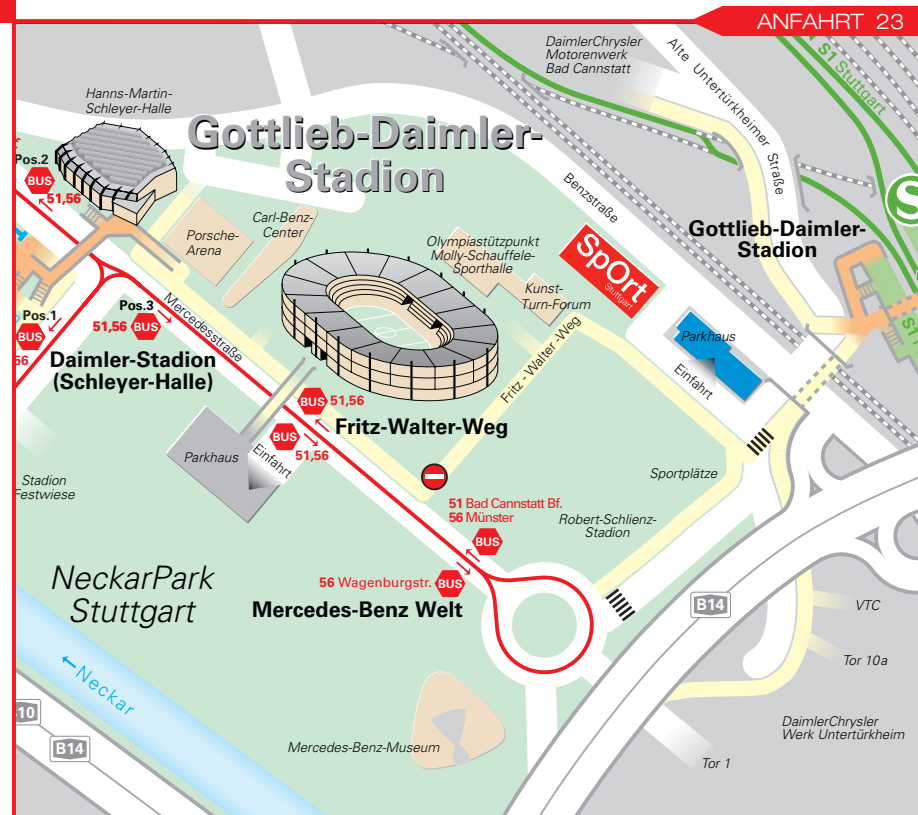 ANFAHRT 23
DaimlerChrysler
Motorenwerk
Bad Cannstatt
Alte Untertürkheimer Straße
S1 Stuttgart
Hanns-Martin-
Schleyer-Halle
Gottlieb-Daimler-
Stadion
Pos.2
BUS
51,56
Benzstraße
S
Gottlieb-Daimler-
Stadion
Carl-Benz-
Center
Porsche-
Arena
Olympiastützpunkt
Molly-Schauffele-
Sporthalle
SpOrt
Stuttgart
Kunst-
Turn-Forum
Pos.1
BUS
56
Pos.3
51,56 BUS
Mercedesstraße
Daimler-Stadion
(Schleyer-Halle)
Fritz-Walter-Weg
Parkhaus
Einfahrt
BUS 51,56
Fritz-Walter-Weg
BUS
51,56
Parkhaus
Einfahrt
Stadion
Festwiese
Sportplätze
51 Bad Cannstatt Bf.
56 Münster
BUS
Robert-Schlienz-
Stadion
NeckarPark
Stuttgart
56 Wagenburgstr. BUS
Mercedes-Benz Welt
B14
VTC
Tor 10a
Neckar
10
B14
Mercedes-Benz-Museum
DaimlerChrysler
Werk Untertürkheim
Tor 1